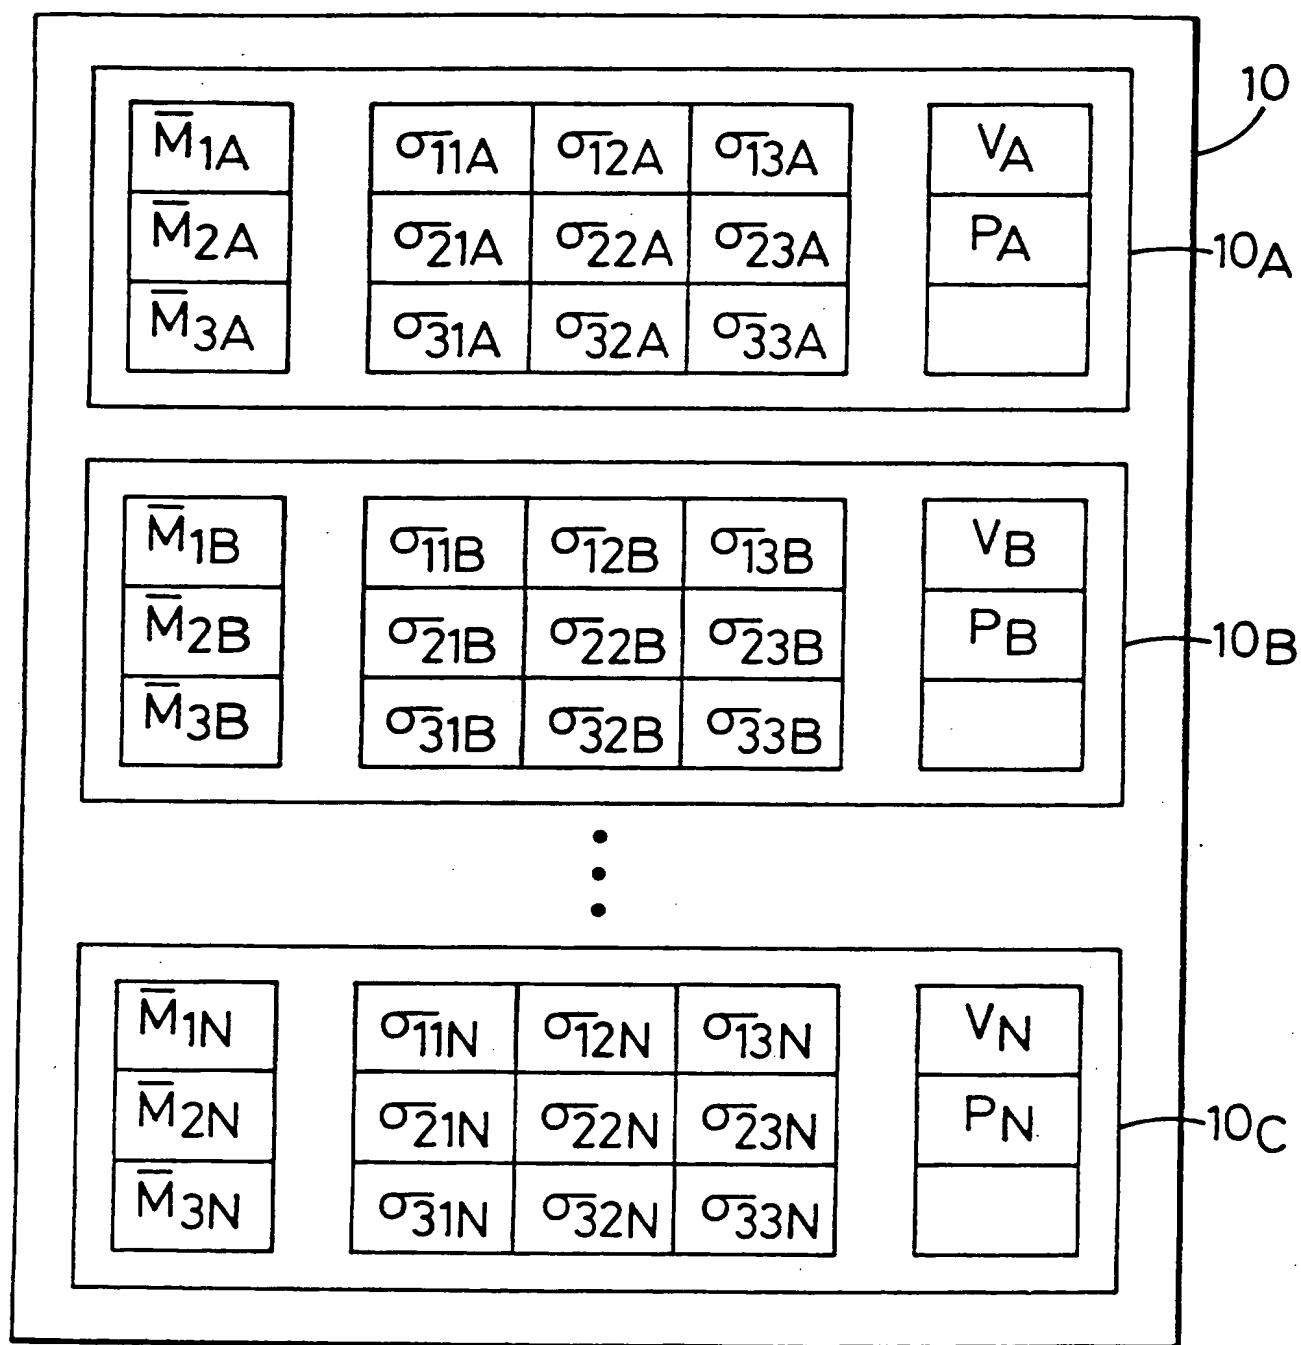 10
M̅1A σ11A σ12A σ13A VA
M̅2A σ21A σ22A σ23A PA
10A
M̅3A σ31A σ32A σ33A
M̅1B σ11B σ12B σ13B VB
M̅2B σ21B σ22B σ23B PB
10B
M̅3B σ31B σ32B σ33B
M̅1N σ11N σ12N σ13N VN
M̅2N σ21N σ22N σ23N PN
10C
M̅3N σ31N σ32N σ33N